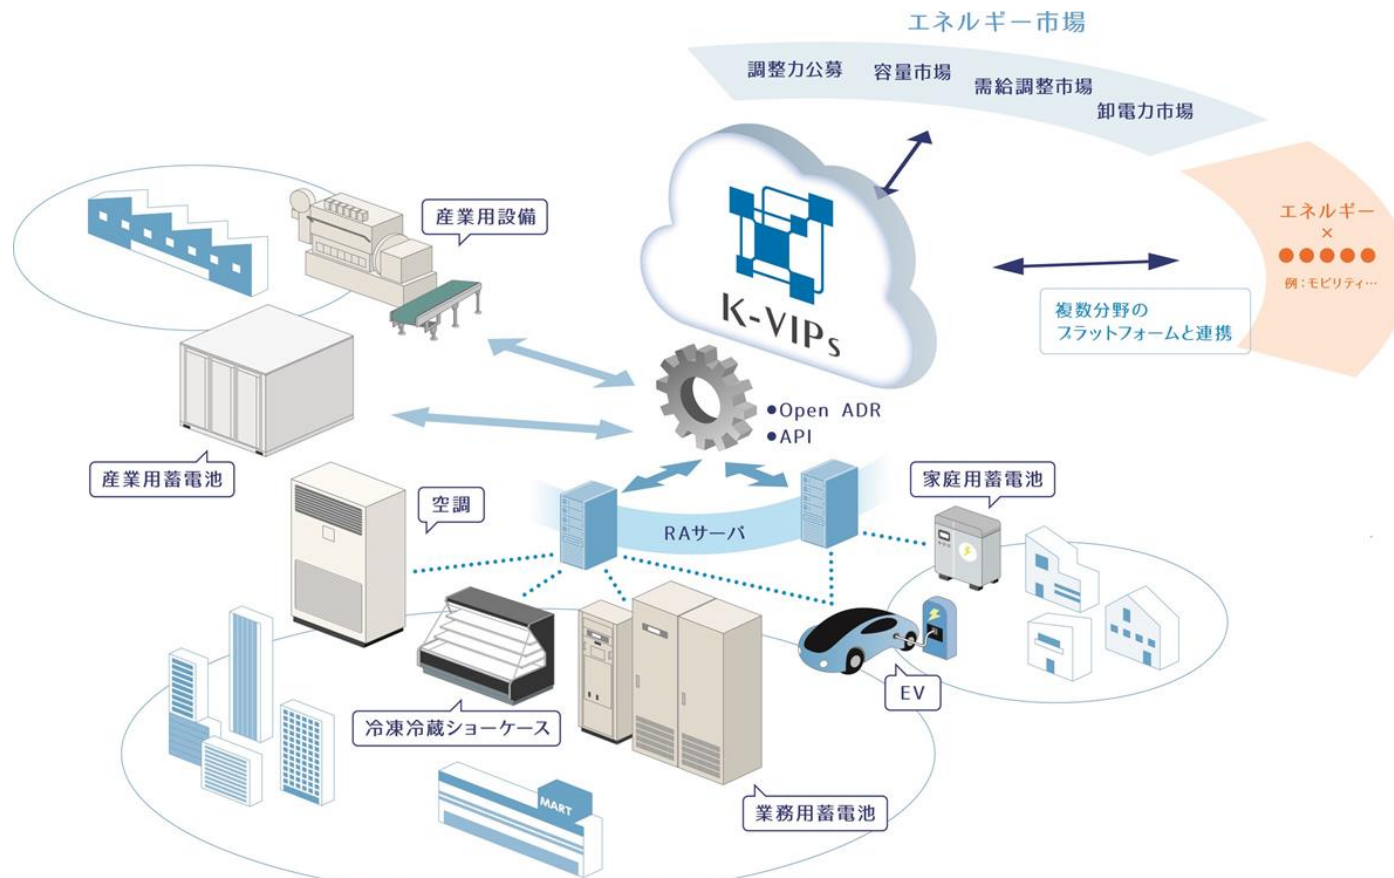 エネルギー市場
調整力公募
容量市場
需給調整市場
卸電力市場
エネルギー
×
●●●●●
例：モビリティ…
複数分野の
プラットフォームと連携
K-VIPs
●Open ADR
●API
産業用設備
産業用蓄電池
空調
RAサーバ
家庭用蓄電池
EV
冷凍冷蔵ショーケース
業務用蓄電池
MART